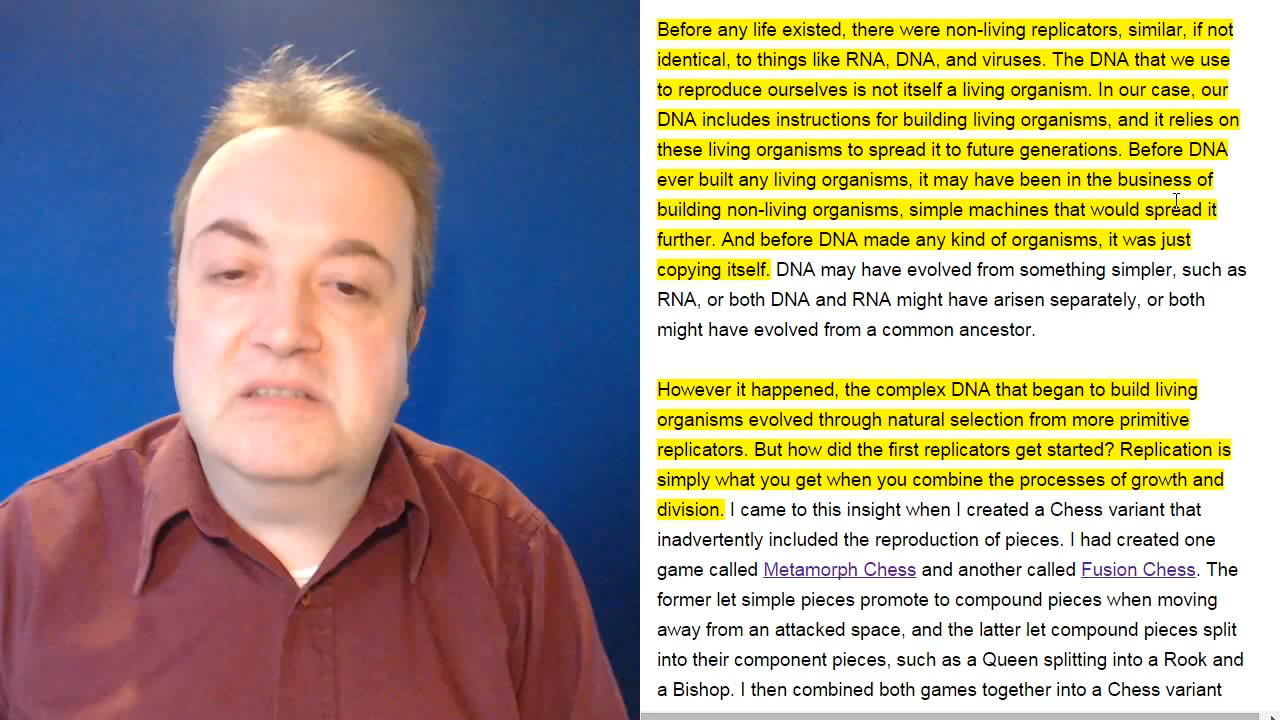 Before any life existed, there were non-living replicators, similar, if not
identical, to things like RNA, DNA, and viruses. The DNA that we use
to reproduce ourselves is not itself a living organism. In our case, our
DNA includes instructions for building living organisms, and it relies on
these living organisms to spread it to future generations. Before DNA
ever built any living organisms, it may have been in the business of
building non-living organisms, simple machines that would spread it
further. And before DNA made any kind of organisms, it was just
copying itself. DNA may have evolved from something simpler, such as
RNA, or both DNA and RNA might have arisen separately, or both
might have evolved from a common ancestor.
However it happened, the complex DNA that began to build living
organisms evolved through natural selection from more primitive
replicators. But how did the first replicators get started? Replication is
simply what you get when you combine the processes of growth and
division. I came to this insight when I created a Chess variant that
inadvertently included the reproduction of pieces. I had created one
game called Metamorph Chess and another called Fusion Chess. The
former let simple pieces promote to compound pieces when moving
away from an attacked space, and the latter let compound pieces split
into their component pieces, such as a Queen splitting into a Rook and
a Bishop. I then combined both games together into a Chess variant